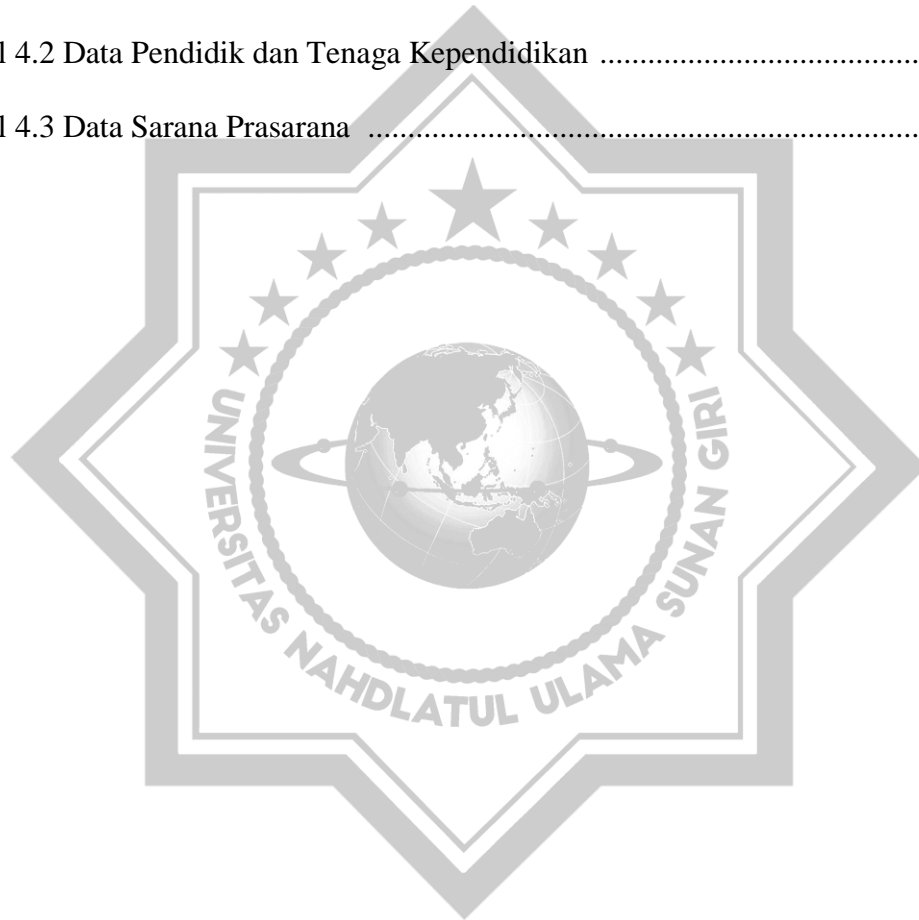 l 4.2 Data Pendidik dan Tenaga Kependidikan ....................................
l 4.3 Data Sarana Prasarana ..............................................................
UNIVERSITAS NAHDLATUL ULAMA SUNAN GIRI